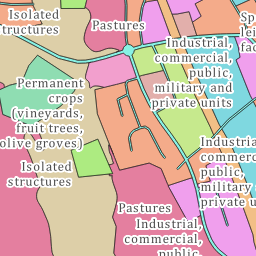 Isolated
structures
Pastures
Sp
lei
fac
Industrial,
commercial,
public,
military and
private units
Permanent
crops
(vineyards,
fruit trees,
olive groves)
Isolated
structures
Industri
commerc
public,
military
private u
Pastures
Industrial,
commercial,
public